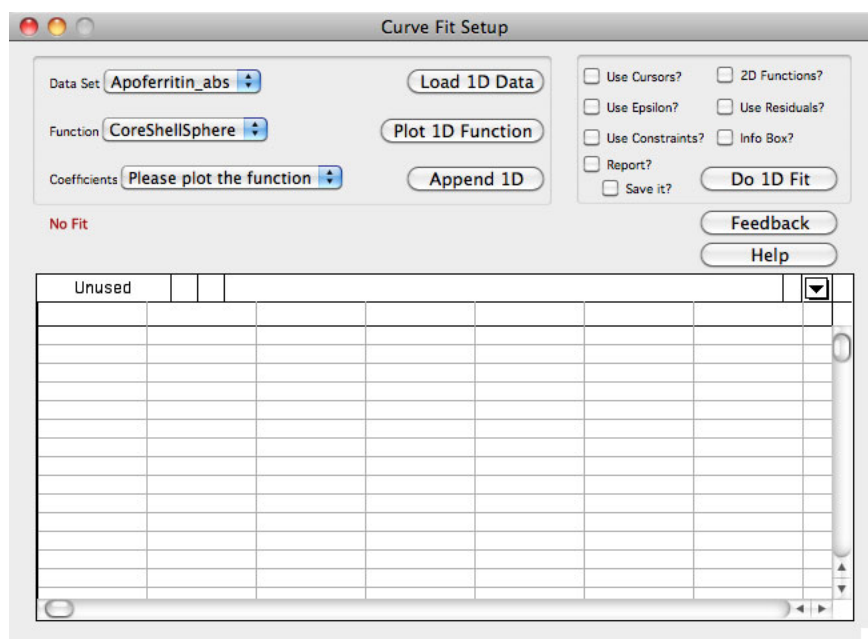 Curve Fit Setup
Data Set Apoferritin_abs Load 1D Data
Function CoreShellSphere Plot 1D Function
Coefficients Please plot the function Append 1D
Use Cursors? 2D Functions?
Use Epsilon? Use Residuals?
Use Constraints? Info Box?
Report?
Save it? Do 1D Fit
No Fit
Feedback
Help
Unused